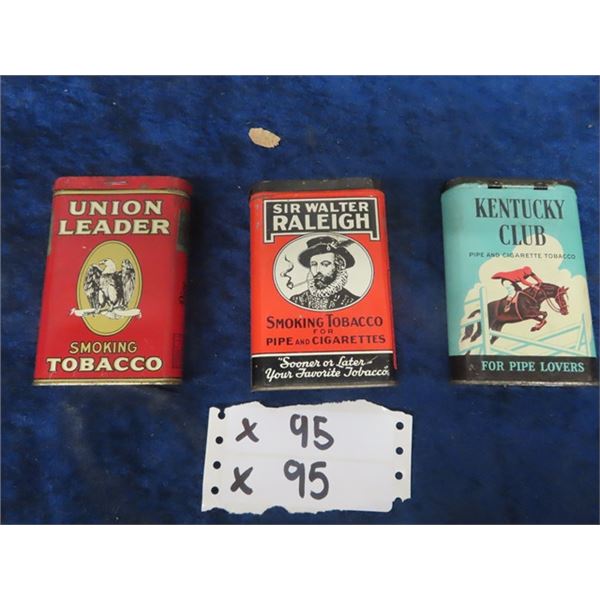 UNION
LEADER
SMOKING
TOBACCO
SIR WALTER
RALEIGH
SMOKING TOBACCO
FOR
PIPE AND CIGARETTES
"Sooner or Later-
Your Favorite Tobacco"
KENTUCKY
CLUB
PIPE AND CIGARETTE TOBACCO
FOR PIPE LOVERS
x 95
x 95